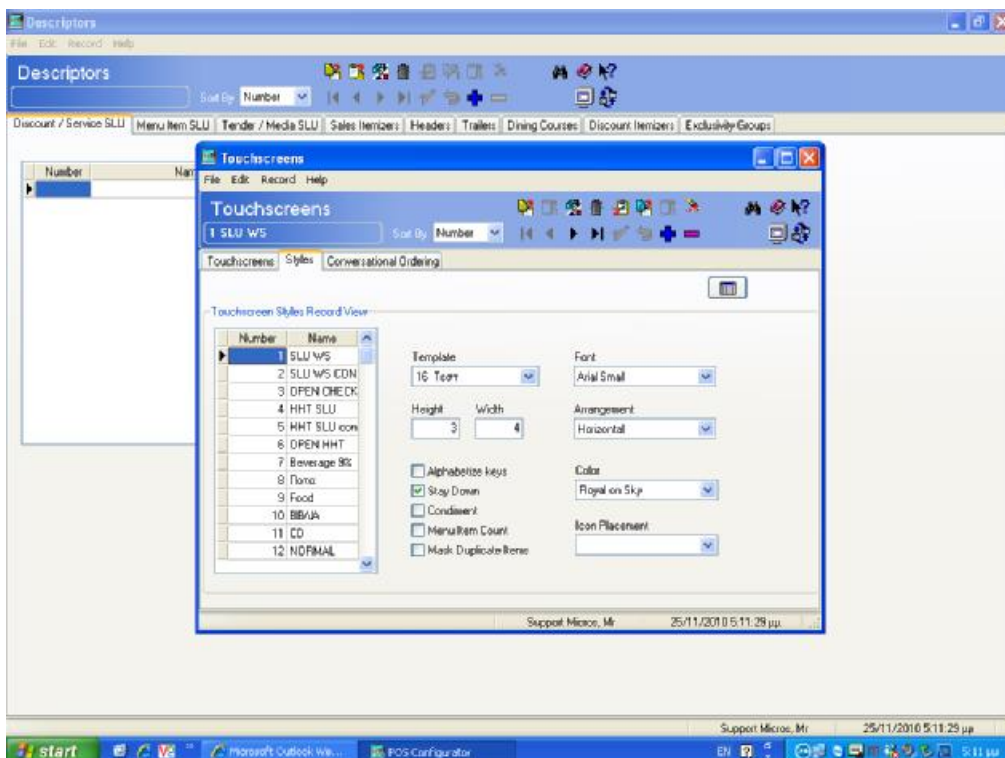 Descriptors
File Edit Record Help
Descriptors
Sort By Number
Discount / Service SLU Menu Item SLU Tender / Media SLU Sales Itemizers Headers Trailers Dining Courses Discount Itemizers Exclusivity Groups
Number
Touchscreens
File Edit Record Help
Touchscreens
1 SLU WS
Sort By Number
Touchscreens Styles Conversational Ordering
Touchscreen Styles Record View
Number Name
1 SLU WS
2 SLU WS CON
3 OPEN CHECK
4 HHT SLU
5 HHT SLU con
6 OPEN HHT
7 Beverage 9%
8 Ποτα
9 Food
10 ΒΙΒΛΙΑ
11 CD
12 NORMAL
Template
Font
Arial Small
Height Width
3 4
Arrangement
Horizontal
Alphabetize keys
Stay Down
Condiment
Menu Item Count
Mask Duplicate Items
Color
Royal on Sky
Icon Placement
Support Micros, Mr 25/11/2010 5:11:29 μμ
Support Micros, Mr 25/11/2010 5:11:29 μμ
start Microsoft Outlook We... POS Configurator EN 5:11 μμ